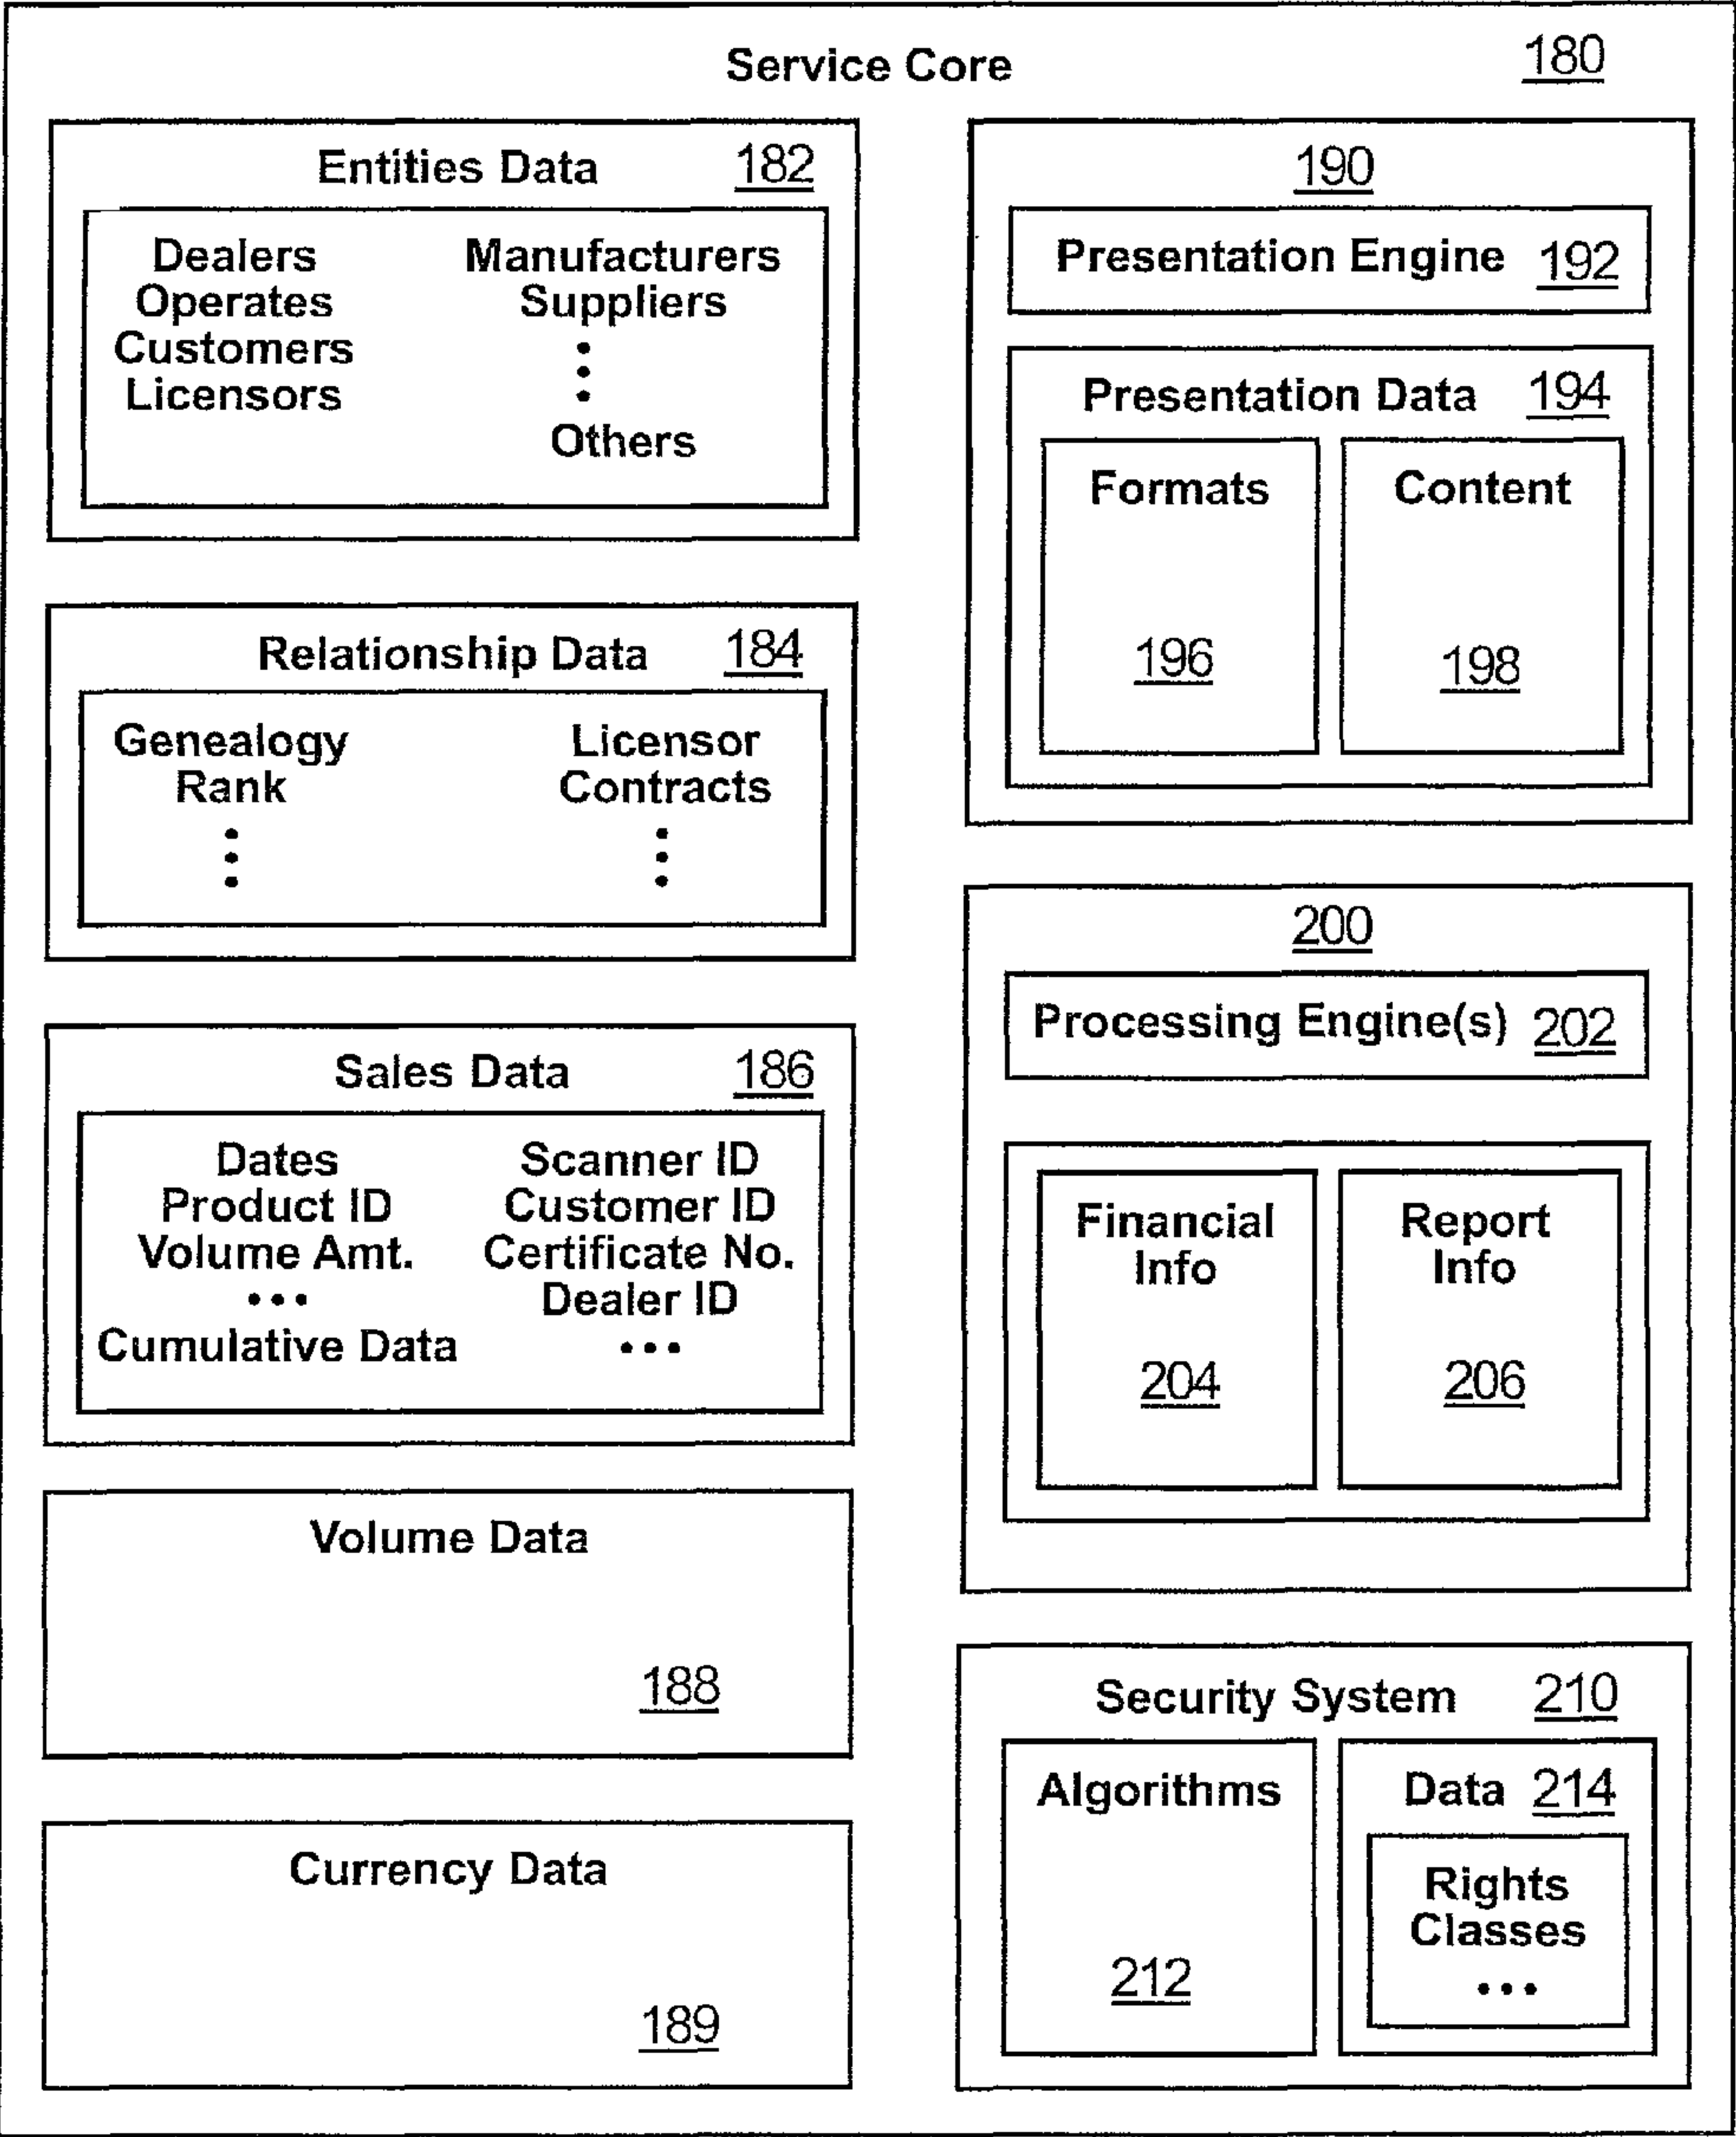 Service Core 180
Entities Data 182
Dealers
Operates
Customers
Licensors
Manufacturers
Suppliers
Others
Relationship Data 184
Genealogy
Rank
Licensor
Contracts
Sales Data 186
Dates
Product ID
Volume Amt.
...
Cumulative Data
Scanner ID
Customer ID
Certificate No.
Dealer ID
...
Volume Data
188
Currency Data
189
190
Presentation Engine 192
Presentation Data 194
Formats
196
Content
198
200
Processing Engine(s) 202
Financial
Info
204
Report
Info
206
Security System 210
Algorithms
212
Data 214
Rights
Classes
...